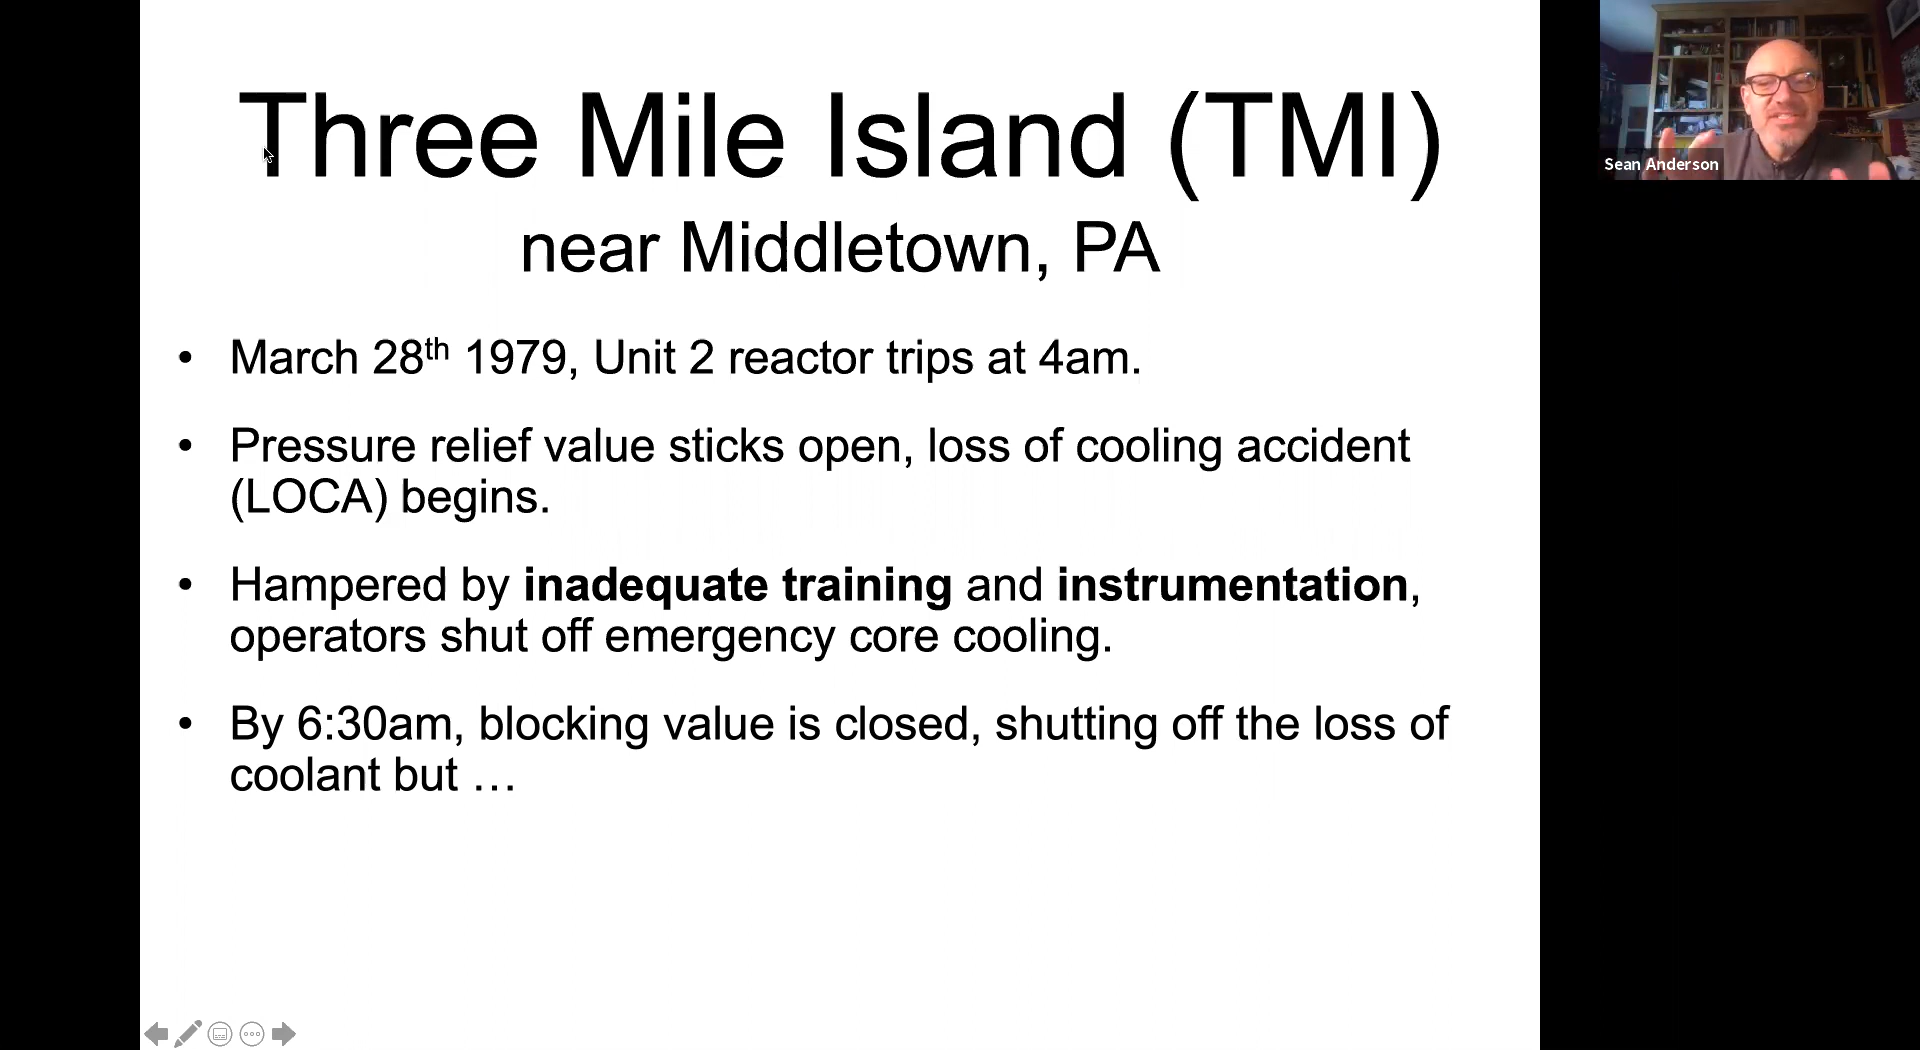 Three Mile Island (TMI)
near Middletown, PA
• March 28th 1979, Unit 2 reactor trips at 4am.
• Pressure relief value sticks open, loss of cooling accident
(LOCA) begins.
• Hampered by inadequate training and instrumentation,
operators shut off emergency core cooling.
• By 6:30am, blocking value is closed, shutting off the loss of
coolant but …
Sean Anderson